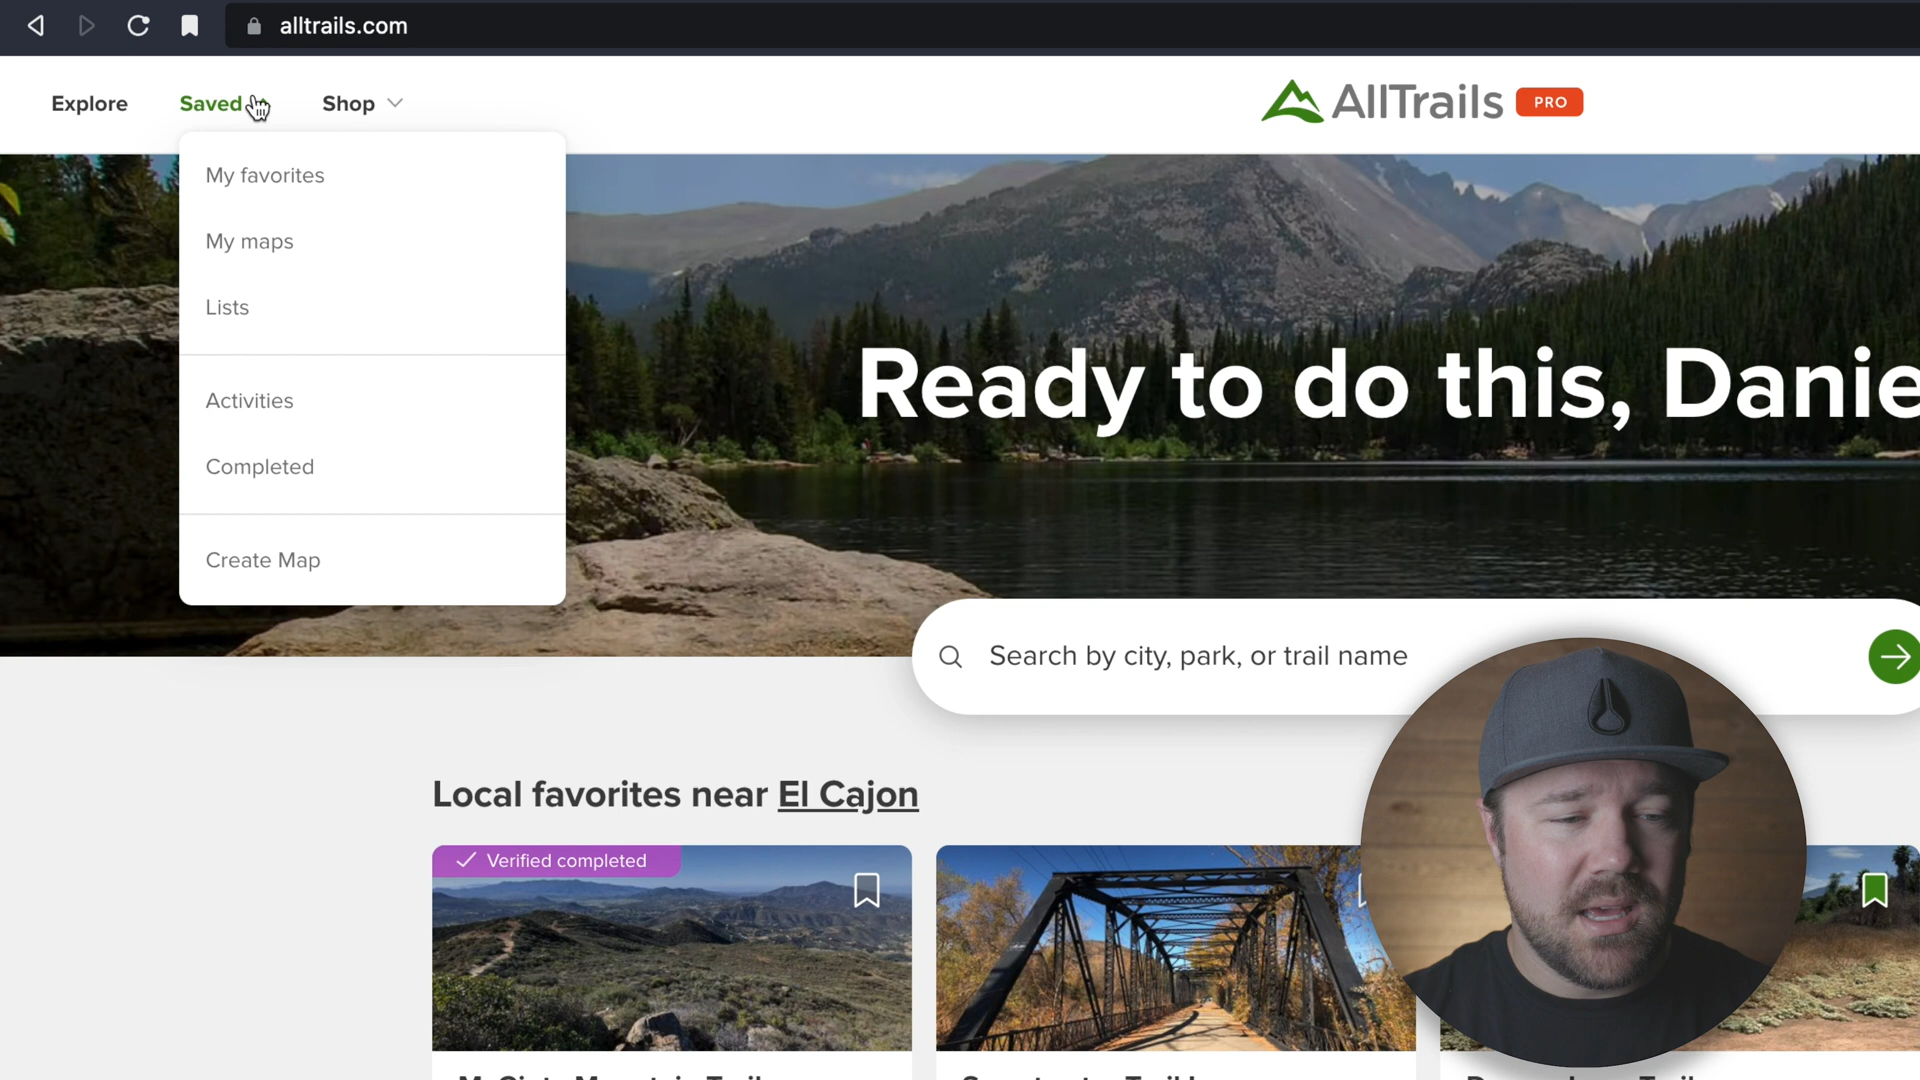 alltrails.com
Explore
Saved
Shop
AllTrails PRO
My favorites
My maps
Lists
Activities
Completed
Create Map
Ready to do this,
Search by city, park, or trail name
Local favorites near El Cajon
Verified completed